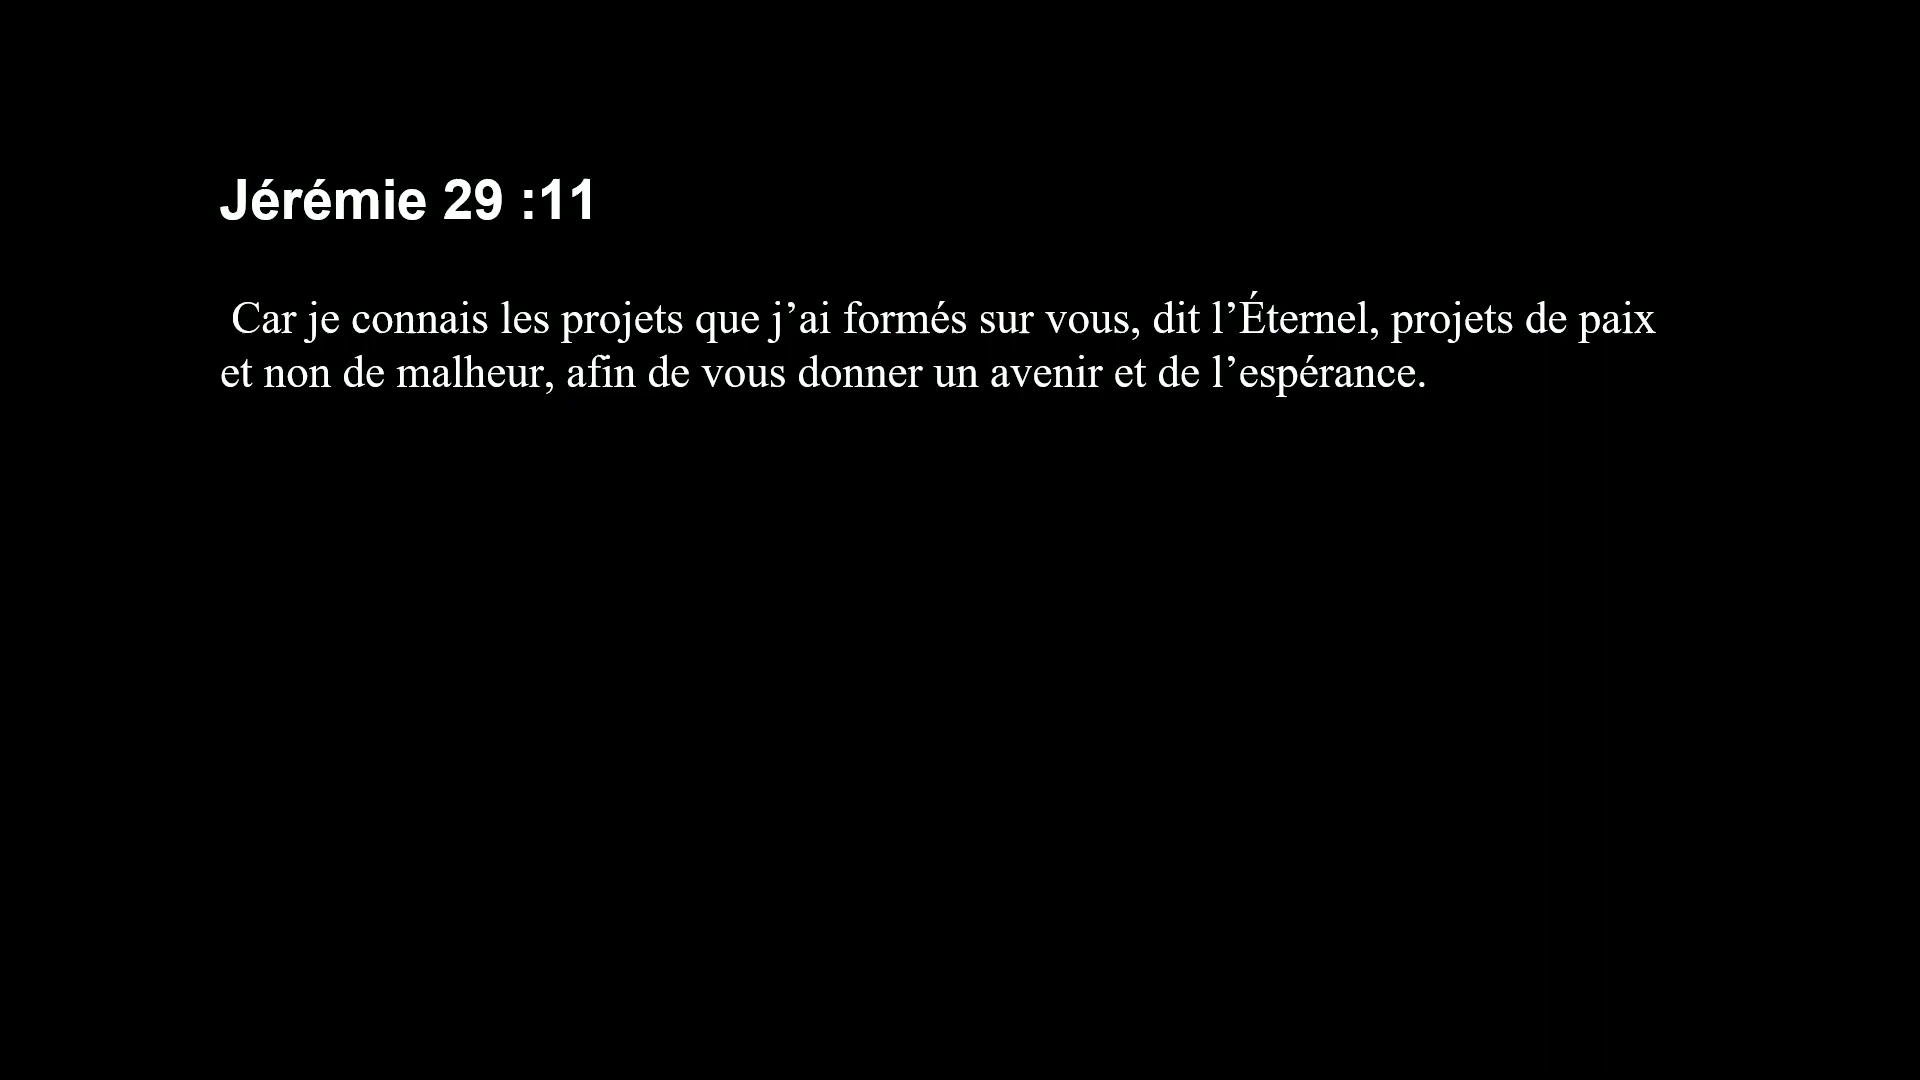 Jérémie 29 :11
Car je connais les projets que j’ai formés sur vous, dit l’Éternel, projets de paix
et non de malheur, afin de vous donner un avenir et de l’espérance.